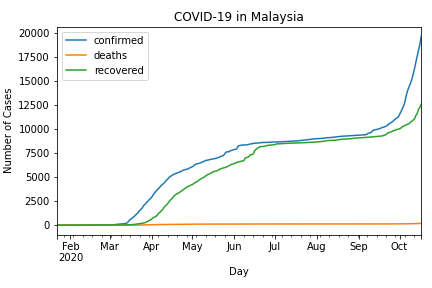 COVID-19 in Malaysia
confirmed
deaths
recovered
Number of Cases
20000
17500
15000
12500
10000
7500
5000
2500
0
Feb Mar Apr May Jun Jul Aug Sep Oct
2020
Day